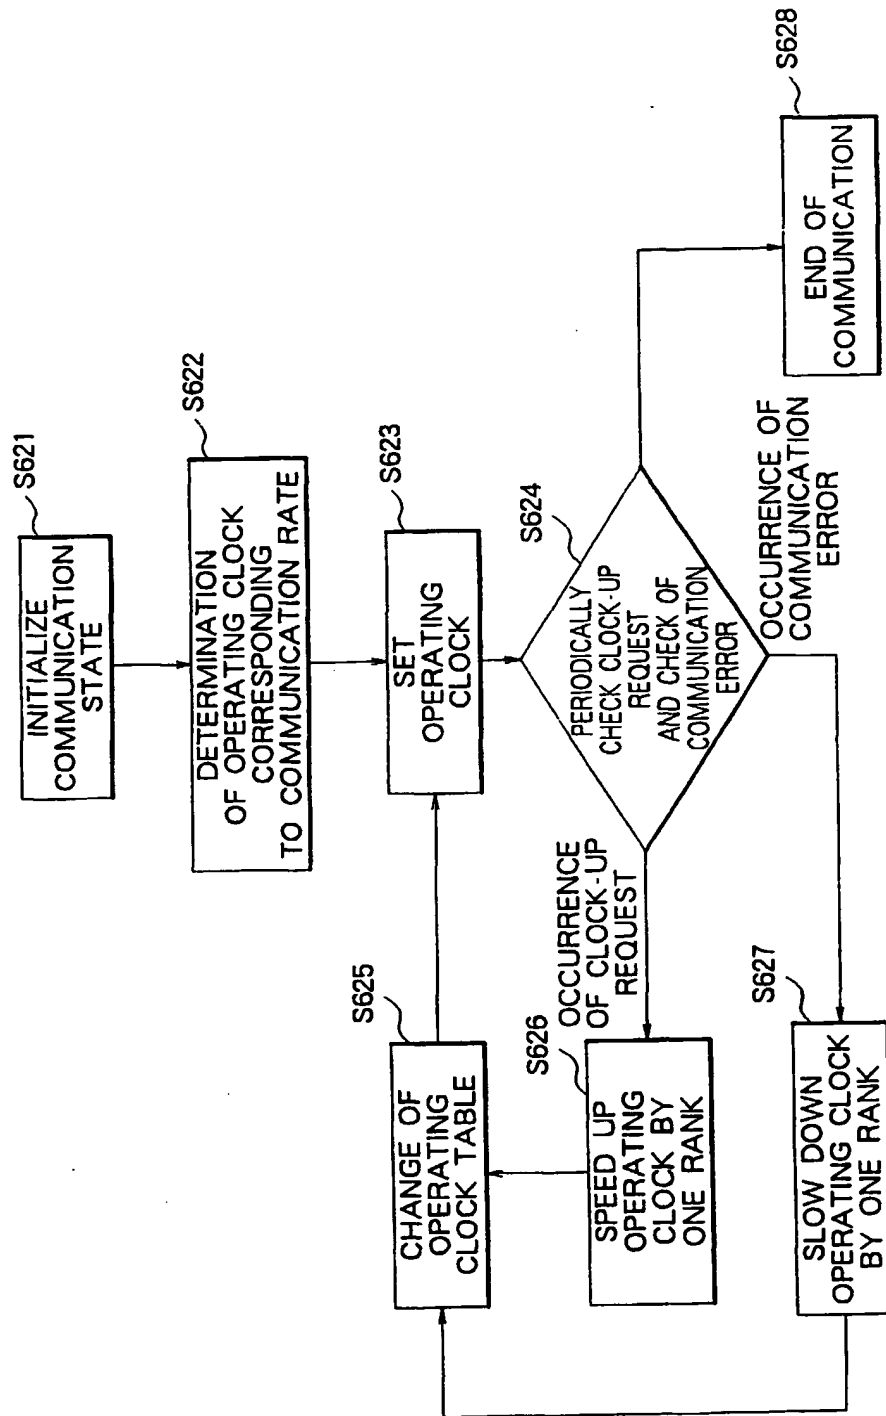 S621
INITIALIZE
COMMUNICATION
STATE
S622
DETERMINATION
OF OPERATING CLOCK
CORRESPONDING
TO COMMUNICATION RATE
S623
SET
OPERATING
CLOCK
S624
PERIODICALLY
CHECK CLOCK-UP
REQUEST
AND CHECK OF
COMMUNICATION
ERROR
S625
CHANGE OF
OPERATING
CLOCK TABLE
OCCURRENCE
OF CLOCK-UP
REQUEST
S626
SPEED UP
OPERATING
CLOCK BY
ONE RANK
OCCURRENCE OF
COMMUNICATION
ERROR
S627
SLOW DOWN
OPERATING CLOCK
BY ONE RANK
S628
END OF
COMMUNICATION